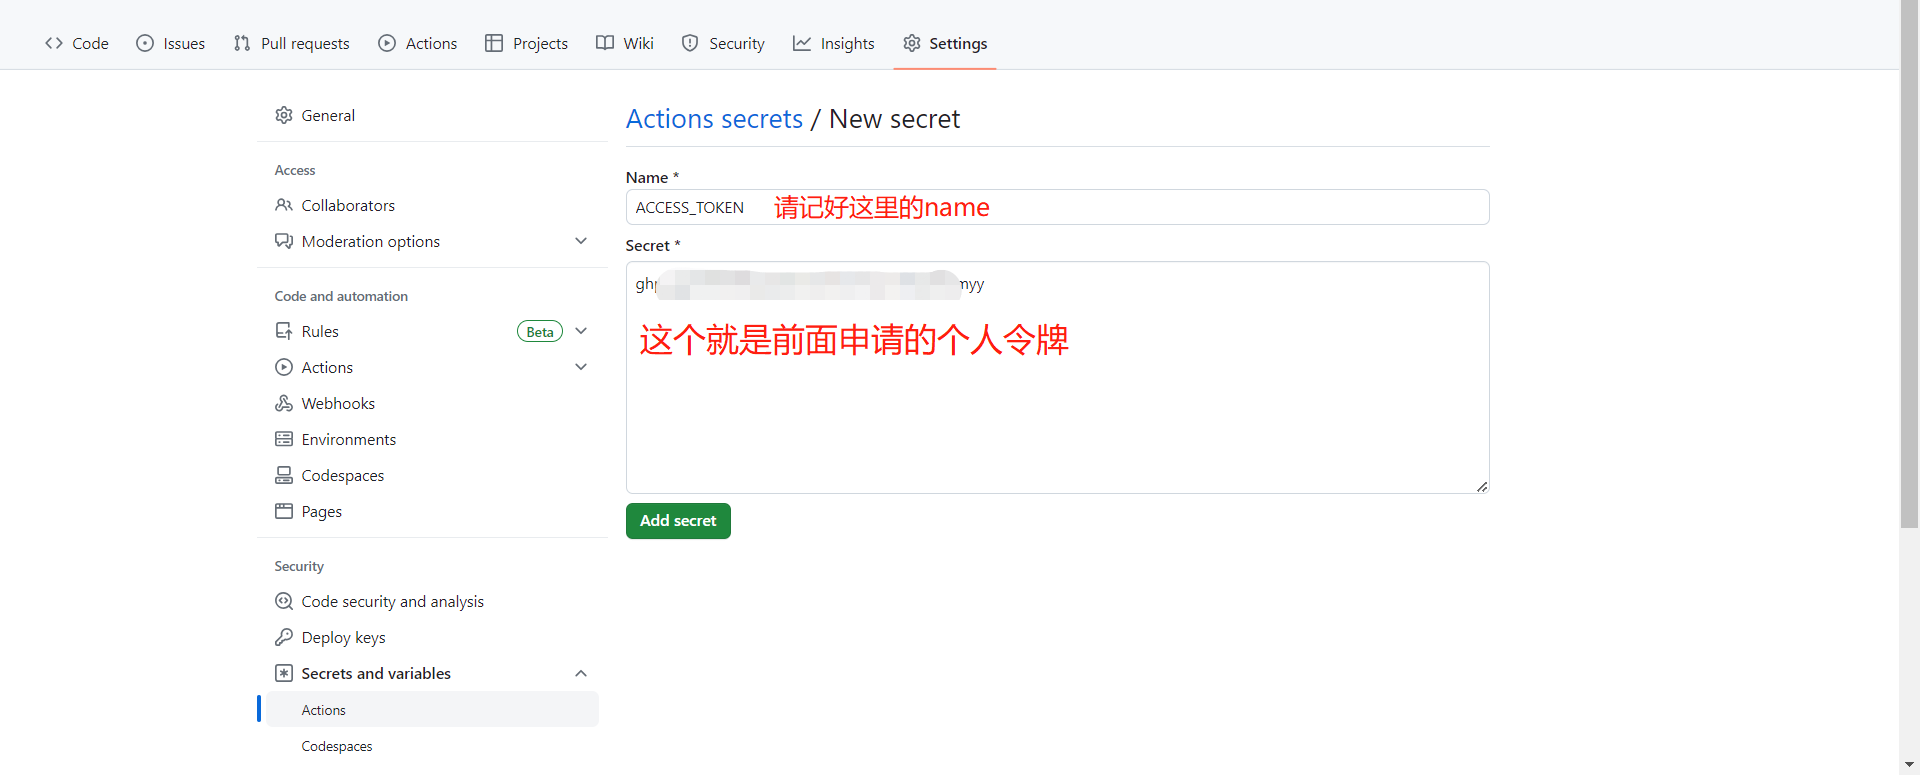 Code Issues Pull requests Actions Projects Wiki Security Insights Settings
General
Access
Collaborators
Moderation options
Code and automation
Rules Beta
Actions
Webhooks
Environments
Codespaces
Pages
Security
Code security and analysis
Deploy keys
Secrets and variables
Actions
Codespaces
Actions secrets / New secret
Name *
ACCESS_TOKEN 请记好这里的name
Secret *
gh myy
这个就是前面申请的个人令牌
Add secret